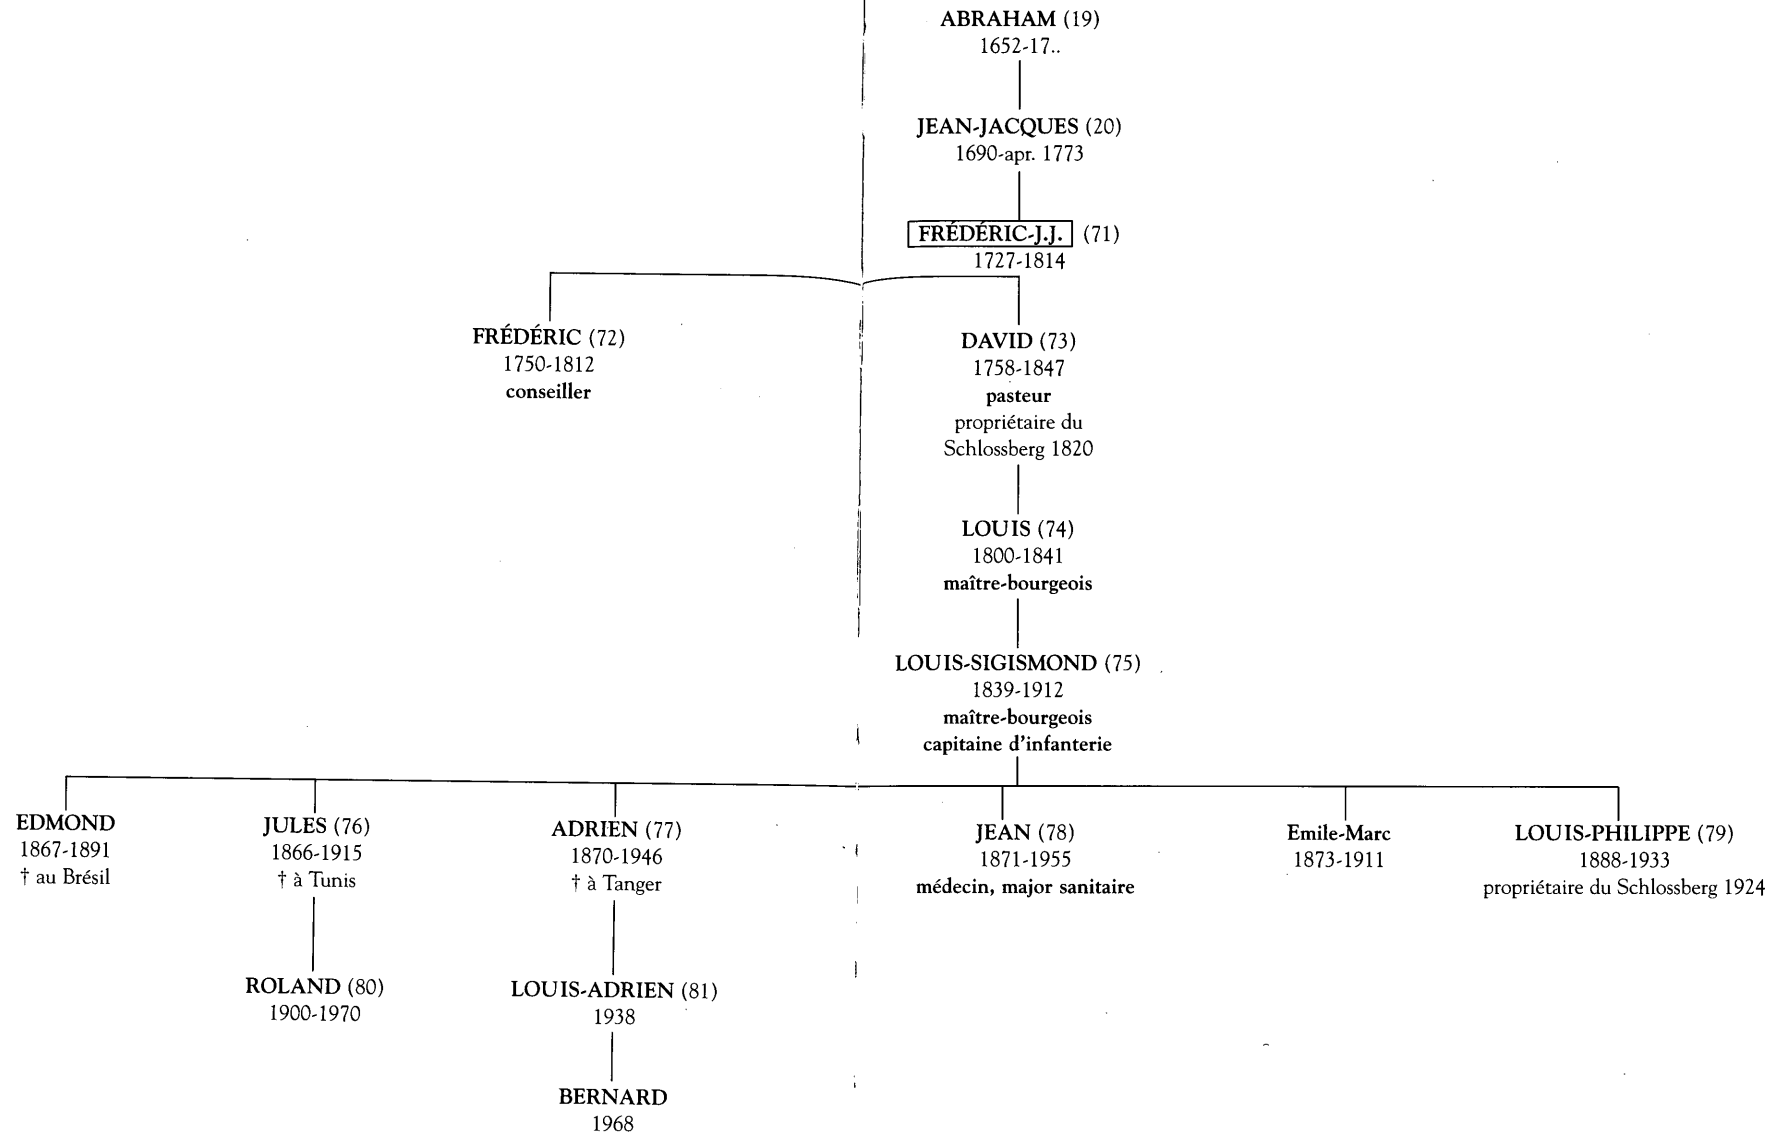 ABRAHAM (19)
1652-17..
JEAN-JACQUES (20)
1690-apr. 1773
FRÉDÉRIC-J.J. (71)
1727-1814
FRÉDÉRIC (72)
1750-1812
conseiller
DAVID (73)
1758-1847
pasteur
propriétaire du
Schlossberg 1820
LOUIS (74)
1800-1841
maître-bourgeois
LOUIS-SIGISMOND (75)
1839-1912
maître-bourgeois
capitaine d'infanterie
EDMOND
1867-1891
† au Brésil
JULES (76)
1866-1915
† à Tunis
ADRIEN (77)
1870-1946
† à Tanger
JEAN (78)
1871-1955
médecin, major sanitaire
Emile-Marc
1873-1911
LOUIS-PHILIPPE (79)
1888-1933
propriétaire du Schlossberg 1924
ROLAND (80)
1900-1970
LOUIS-ADRIEN (81)
1938
BERNARD
1968